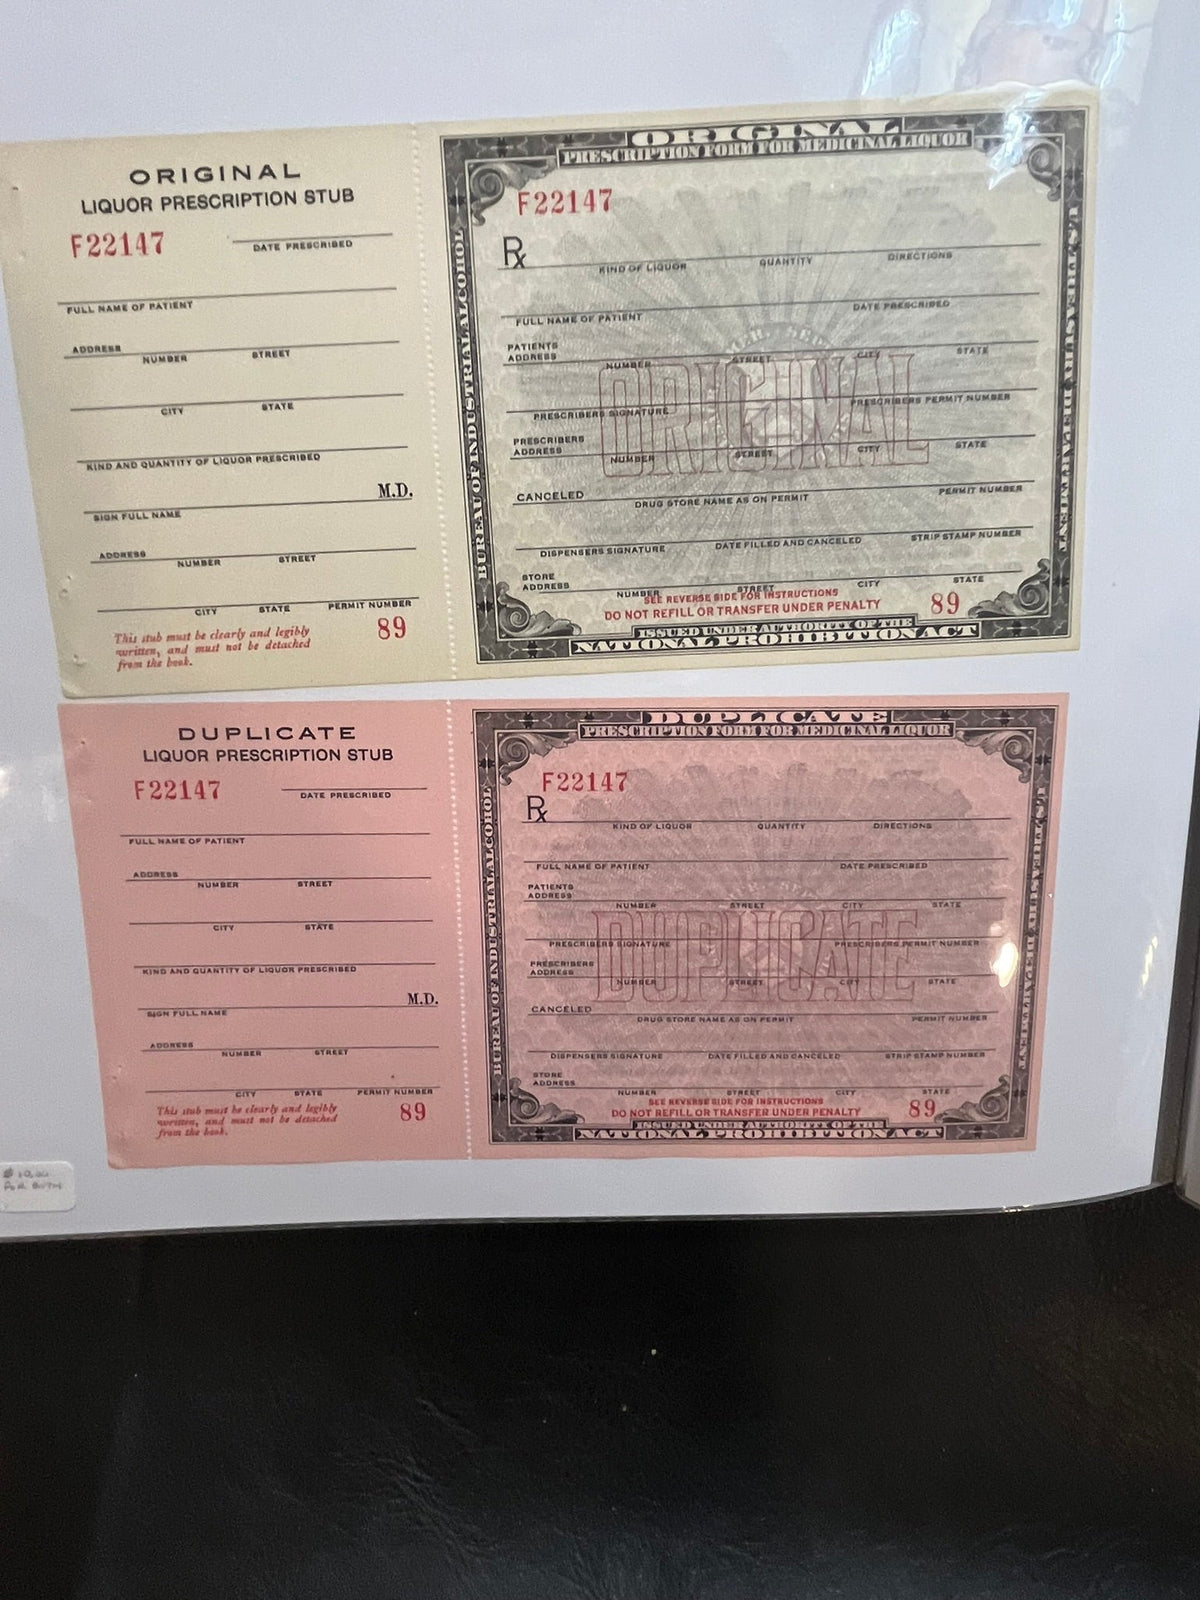 ORIGINAL
LIQUOR PRESCRIPTION STUB
F22147
DATE PRESCRIBED
FULL NAME OF PATIENT
ADDRESS
NUMBER STREET
CITY STATE
KIND AND QUANTITY OF LIQUOR PRESCRIBED
M.D.
SIGN FULL NAME
ADDRESS
NUMBER STREET
CITY STATE PERMIT NUMBER
This stub must be clearly and legibly
written, and must not be detached
from the book.
89
ORIGINAL
PRESCRIPTION FORM FOR MEDICINAL LIQUOR
BUREAU OF INDUSTRIAL ALCOHOL
U.S. TREASURY DEPARTMENT
F22147
Rx
KIND OF LIQUOR QUANTITY DIRECTIONS
FULL NAME OF PATIENT DATE PRESCRIBED
PATIENTS
ADDRESS
NUMBER STREET CITY STATE
ORIGINAL
PRESCRIBERS SIGNATURE PRESCRIBERS PERMIT NUMBER
PRESCRIBERS
ADDRESS
NUMBER STREET CITY STATE
CANCELED
DRUG STORE NAME AS ON PERMIT PERMIT NUMBER
DISPENSERS SIGNATURE DATE FILLED AND CANCELED STRIP STAMP NUMBER
STORE
ADDRESS
NUMBER STREET CITY STATE
SEE REVERSE SIDE FOR INSTRUCTIONS
DO NOT REFILL OR TRANSFER UNDER PENALTY
89
ISSUED UNDER AUTHORITY OF THE
NATIONAL PROHIBITION ACT
DUPLICATE
LIQUOR PRESCRIPTION STUB
F22147
DATE PRESCRIBED
FULL NAME OF PATIENT
ADDRESS
NUMBER STREET
CITY STATE
KIND AND QUANTITY OF LIQUOR PRESCRIBED
M.D.
SIGN FULL NAME
ADDRESS
NUMBER STREET
CITY STATE PERMIT NUMBER
This stub must be clearly and legibly
written, and must not be detached
from the book.
89
DUPLICATE
PRESCRIPTION FORM FOR MEDICINAL LIQUOR
BUREAU OF INDUSTRIAL ALCOHOL
U.S. TREASURY DEPARTMENT
F22147
Rx
KIND OF LIQUOR QUANTITY DIRECTIONS
FULL NAME OF PATIENT DATE PRESCRIBED
PATIENTS
ADDRESS
NUMBER STREET CITY STATE
DUPLICATE
PRESCRIBERS SIGNATURE PRESCRIBERS PERMIT NUMBER
PRESCRIBERS
ADDRESS
NUMBER STREET CITY STATE
CANCELED
DRUG STORE NAME AS ON PERMIT PERMIT NUMBER
DISPENSERS SIGNATURE DATE FILLED AND CANCELED STRIP STAMP NUMBER
STORE
ADDRESS
NUMBER STREET CITY STATE
SEE REVERSE SIDE FOR INSTRUCTIONS
DO NOT REFILL OR TRANSFER UNDER PENALTY
89
ISSUED UNDER AUTHORITY OF THE
NATIONAL PROHIBITION ACT
FOR BOTH